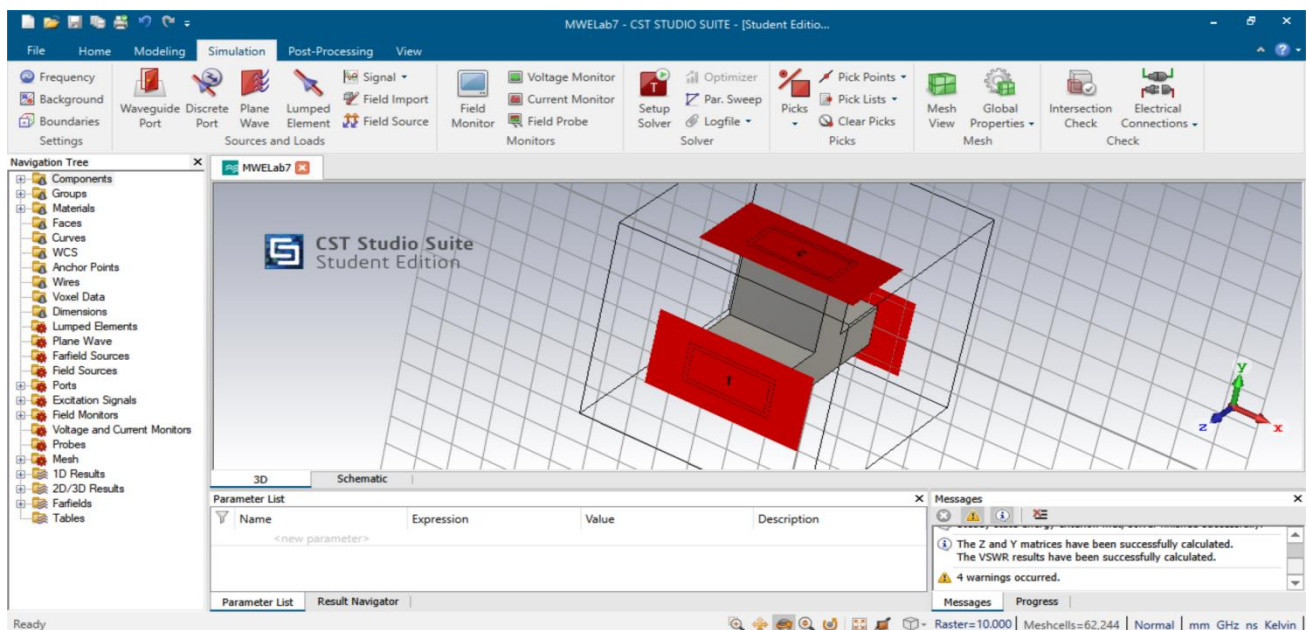 MWELab7 - CST STUDIO SUITE - [Student Editio...
File Home Modeling Simulation Post-Processing View
Frequency
Background
Boundaries
Settings
Waveguide Port
Discrete Port
Plane Wave
Lumped Element
Signal
Field Import
Field Source
Sources and Loads
Field Monitor
Voltage Monitor
Current Monitor
Field Probe
Monitors
Setup Solver
Optimizer
Par. Sweep
Logfile
Solver
Picks
Pick Points
Pick Lists
Clear Picks
Picks
Mesh View
Global Properties
Mesh
Intersection Check
Electrical Connections
Check
Navigation Tree
Components
Groups
Materials
Faces
Curves
WCS
Anchor Points
Wires
Voxel Data
Dimensions
Lumped Elements
Plane Wave
Farfield Sources
Field Sources
Ports
Excitation Signals
Field Monitors
Voltage and Current Monitors
Probes
Mesh
1D Results
2D/3D Results
Farfields
Tables
MWELab7
CST Studio Suite
Student Edition
1
y
z
x
3D Schematic
Parameter List
Name Expression Value Description
<new parameter>
Parameter List Result Navigator
Messages
The Z and Y matrices have been successfully calculated.
The VSWR results have been successfully calculated.
4 warnings occurred.
Messages Progress
Ready
Raster=10.000 Meshcells=62,244 Normal mm GHz ns Kelvin